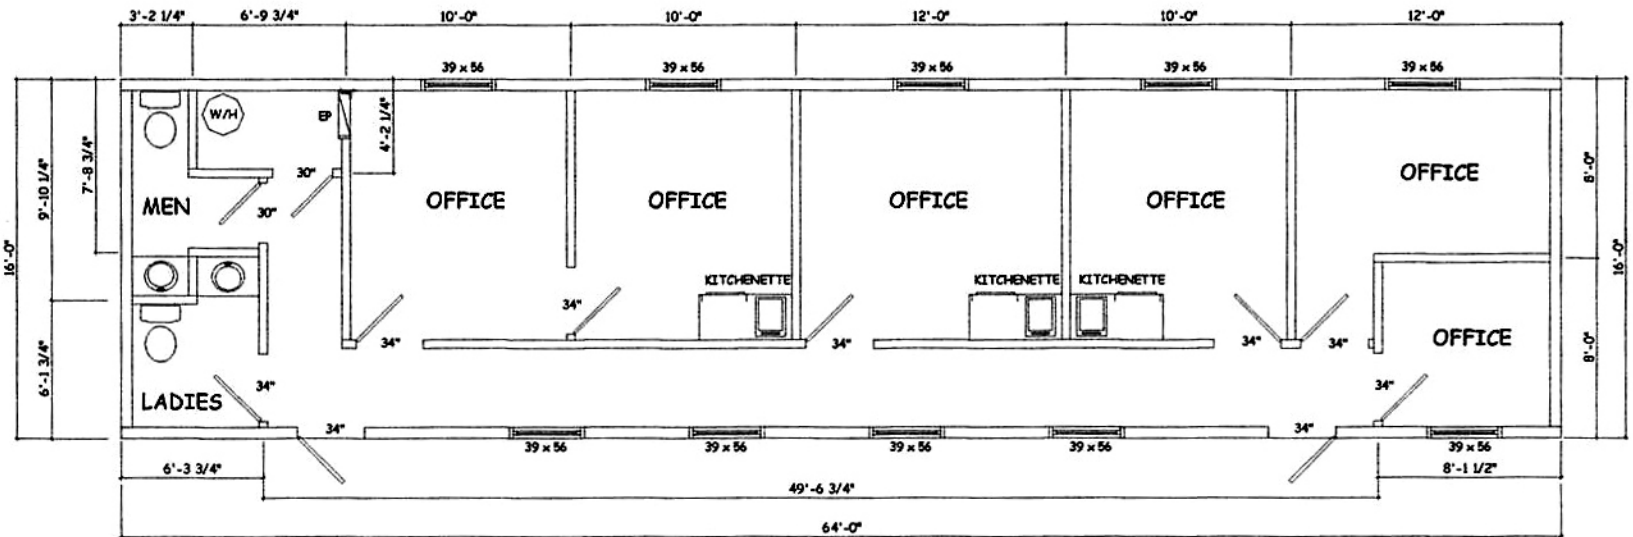 3'-2 1/4" 6'-9 3/4" 10'-0" 10'-0" 12'-0" 10'-0" 12'-0"
39 x 56 39 x 56 39 x 56 39 x 56 39 x 56
W/H EP 4'-2 1/4"
7'-8 3/4" 9'-10 1/4" 16'-0" 6'-1 3/4"
30"
30"
MEN OFFICE OFFICE OFFICE OFFICE OFFICE
8'-0" 16'-0" 8'-0"
KITCHENETTE KITCHENETTE KITCHENETTE
34"
34" 34" 34" 34"
OFFICE
34" 34"
LADIES
34" 34"
39 x 56 39 x 56 39 x 56 39 x 56 39 x 56
6'-3 3/4" 8'-1 1/2"
49'-6 3/4"
64'-0"